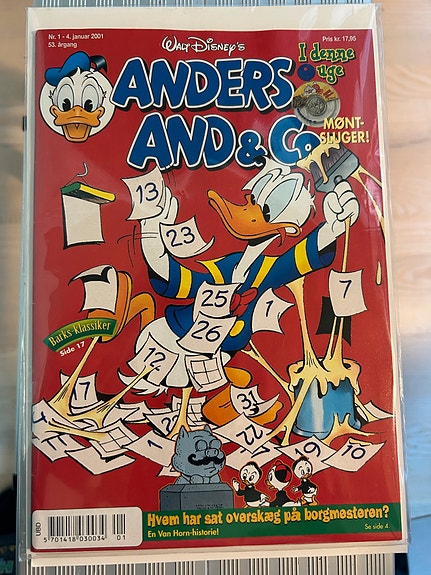 Nr. 1 - 4. januar 2001
53. årgang
WALT DISNEY'S
Pris kr. 17,95
ANDERS
AND & Co.
I denne
uge
MØNT-
SLUGER!
13
23
25
26
1
7
12
Barks-Klassiker
Side 17
31
22
19
10
Hvem har sat overskæg på borgmesteren?
En Van Horn-historie!
Se side 4
UBD
5 701418 030034
01